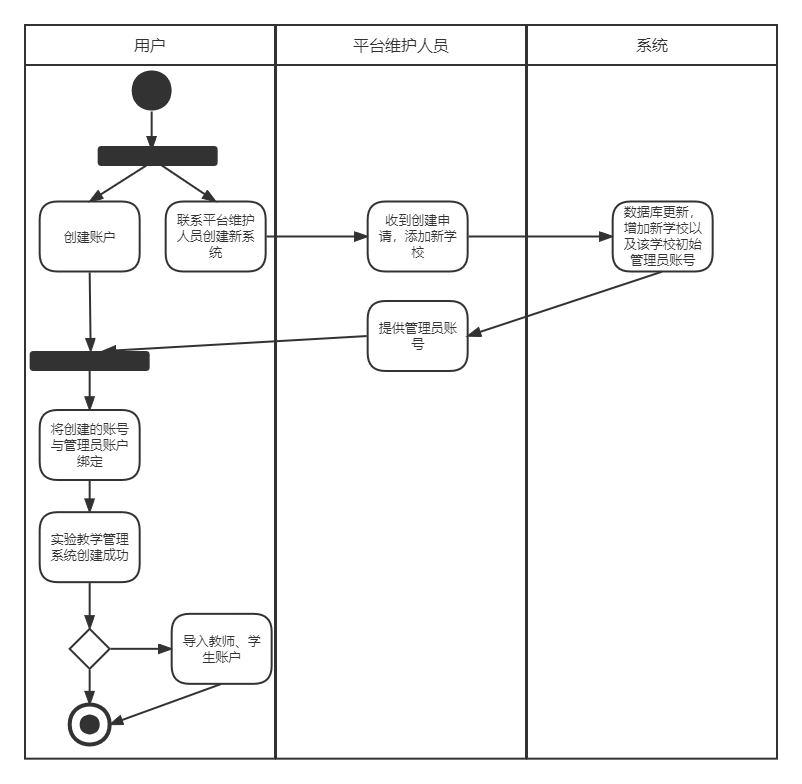 用户
平台维护人员
系统
创建账户
联系平台维护
人员创建新系
统
收到创建申
请，添加新学
校
数据库更新，
增加新学校以
及该学校初始
管理员账号
提供管理员账
号
将创建的账号
与管理员账户
绑定
实验教学管理
系统创建成功
导入教师、学
生账户